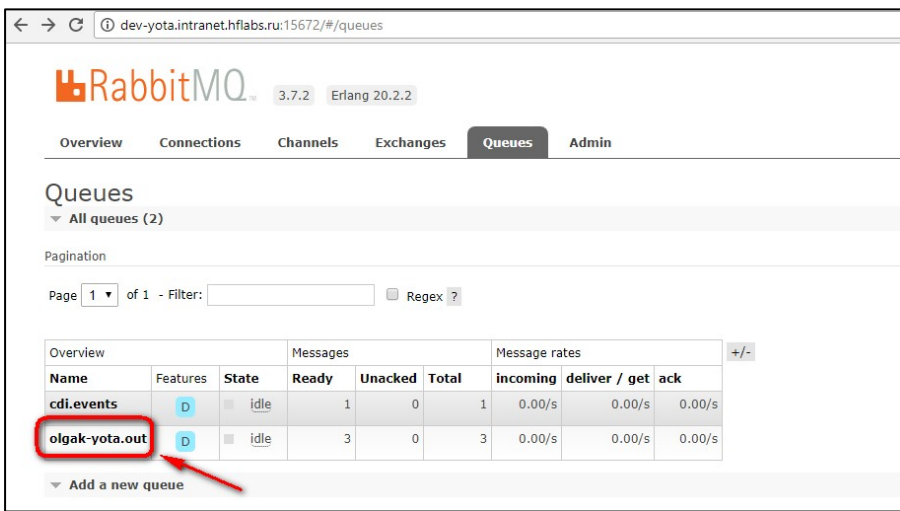 dev-yota.intranet.hflabs.ru:15672/#/queues
RabbitMQ 3.7.2 Erlang 20.2.2
Overview Connections Channels Exchanges Queues Admin
Queues
All queues (2)
Pagination
Page 1 of 1 - Filter: Regex ?
Overview Messages Message rates +/-
Name Features State Ready Unacked Total incoming deliver / get ack
cdi.events D idle 1 0 1 0.00/s 0.00/s 0.00/s
olgak-yota.out D idle 3 0 3 0.00/s 0.00/s 0.00/s
Add a new queue